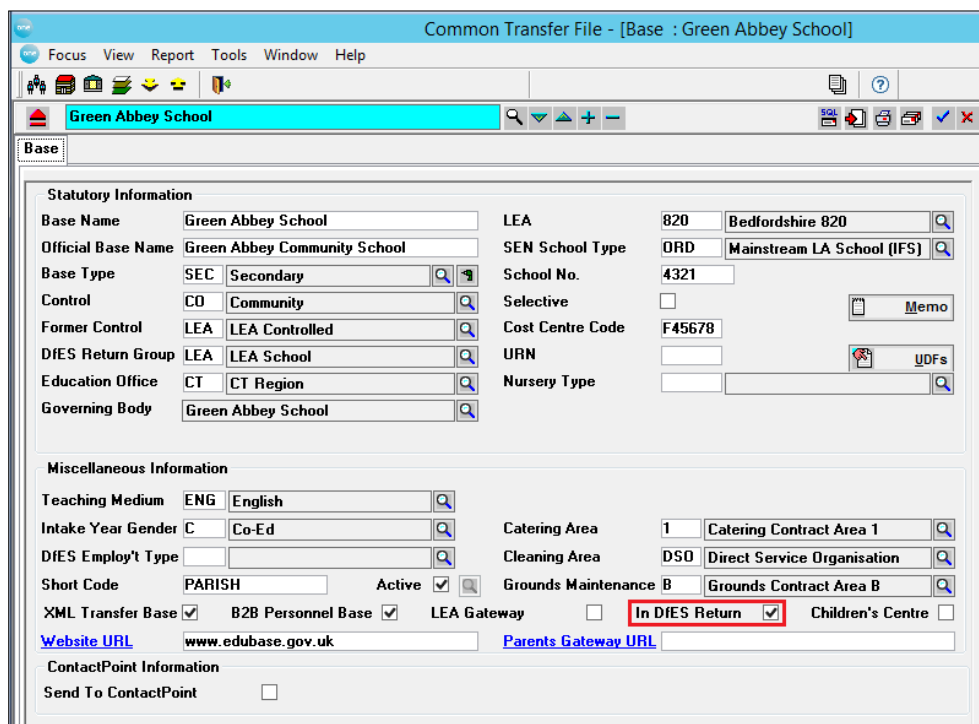 Common Transfer File - [Base : Green Abbey School]
one Focus View Report Tools Window Help
Green Abbey School SQL
Base
Statutory Information
Base Name Green Abbey School LEA 820 Bedfordshire 820
Official Base Name Green Abbey Community School SEN School Type ORD Mainstream LA School (IFS)
Base Type SEC Secondary School No. 4321
Control CO Community Selective Memo
Former Control LEA LEA Controlled Cost Centre Code F45678
DfES Return Group LEA LEA School URN UDFs
Education Office CT CT Region Nursery Type
Governing Body Green Abbey School
Miscellaneous Information
Teaching Medium ENG English
Intake Year Gender C Co-Ed Catering Area 1 Catering Contract Area 1
DfES Employ't Type Cleaning Area DSO Direct Service Organisation
Short Code PARISH Active Grounds Maintenance B Grounds Contract Area B
XML Transfer Base B2B Personnel Base LEA Gateway In DfES Return Children's Centre
Website URL www.edubase.gov.uk Parents Gateway URL
ContactPoint Information
Send To ContactPoint